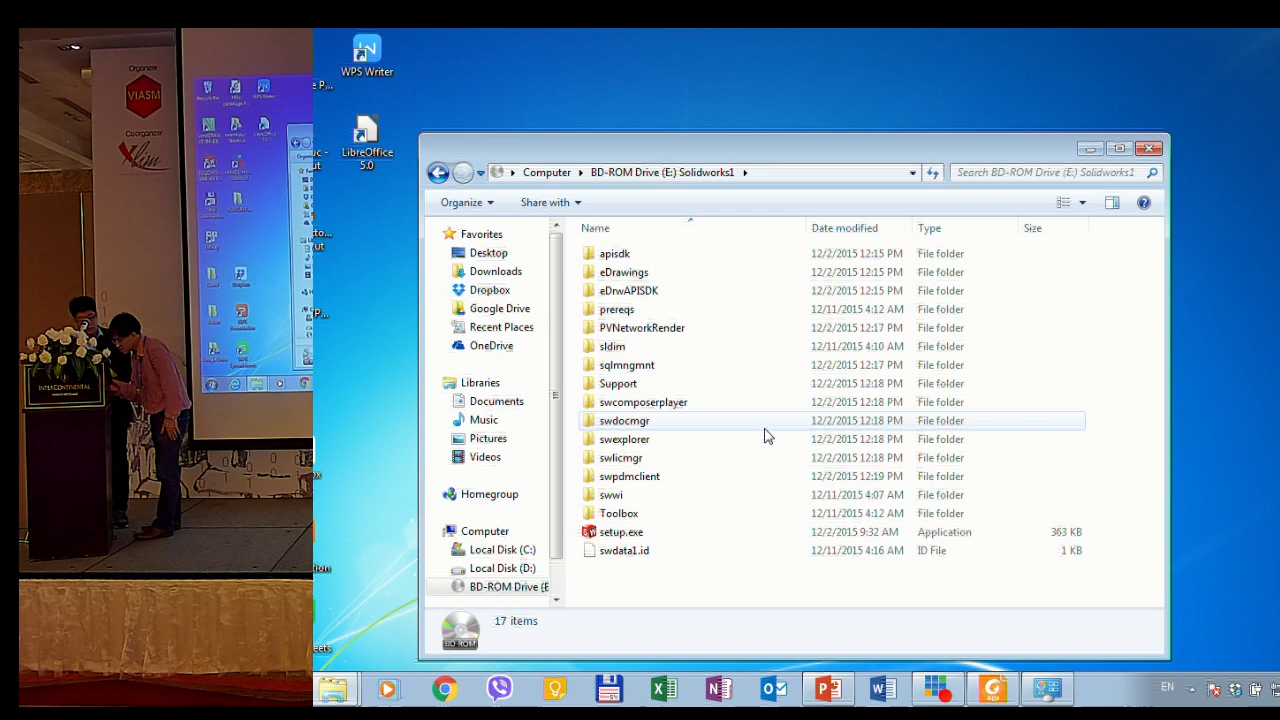 Organizer
VIASM
Coorganizer
Xlim
INTERCONTINENTAL
WPS Writer
LibreOffice
5.0
Computer
BD-ROM Drive (E:) Solidworks1
Search BD-ROM Drive (E:) Solidworks1
Organize
Share with
Favorites
Desktop
Downloads
Dropbox
Google Drive
Recent Places
OneDrive
Libraries
Documents
Music
Pictures
Videos
Homegroup
Computer
Local Disk (C:)
Local Disk (D:)
BD-ROM Drive (E
Name Date modified Type Size
apisdk 12/2/2015 12:15 PM File folder
eDrawings 12/2/2015 12:15 PM File folder
eDrwAPISDK 12/2/2015 12:15 PM File folder
prereqs 12/11/2015 4:12 AM File folder
PVNetworkRender 12/2/2015 12:17 PM File folder
sldim 12/11/2015 4:10 AM File folder
sqlmngmnt 12/2/2015 12:17 PM File folder
Support 12/2/2015 12:18 PM File folder
swcomposerplayer 12/2/2015 12:18 PM File folder
swdocmgr 12/2/2015 12:18 PM File folder
swexplorer 12/2/2015 12:18 PM File folder
swlicmgr 12/2/2015 12:18 PM File folder
swpdmclient 12/2/2015 12:19 PM File folder
swwi 12/11/2015 4:07 AM File folder
Toolbox 12/11/2015 4:12 AM File folder
setup.exe 12/2/2015 9:32 AM Application 363 KB
swdata1.id 12/11/2015 4:16 AM ID File 1 KB
BD-ROM
17 items
PDF
EN